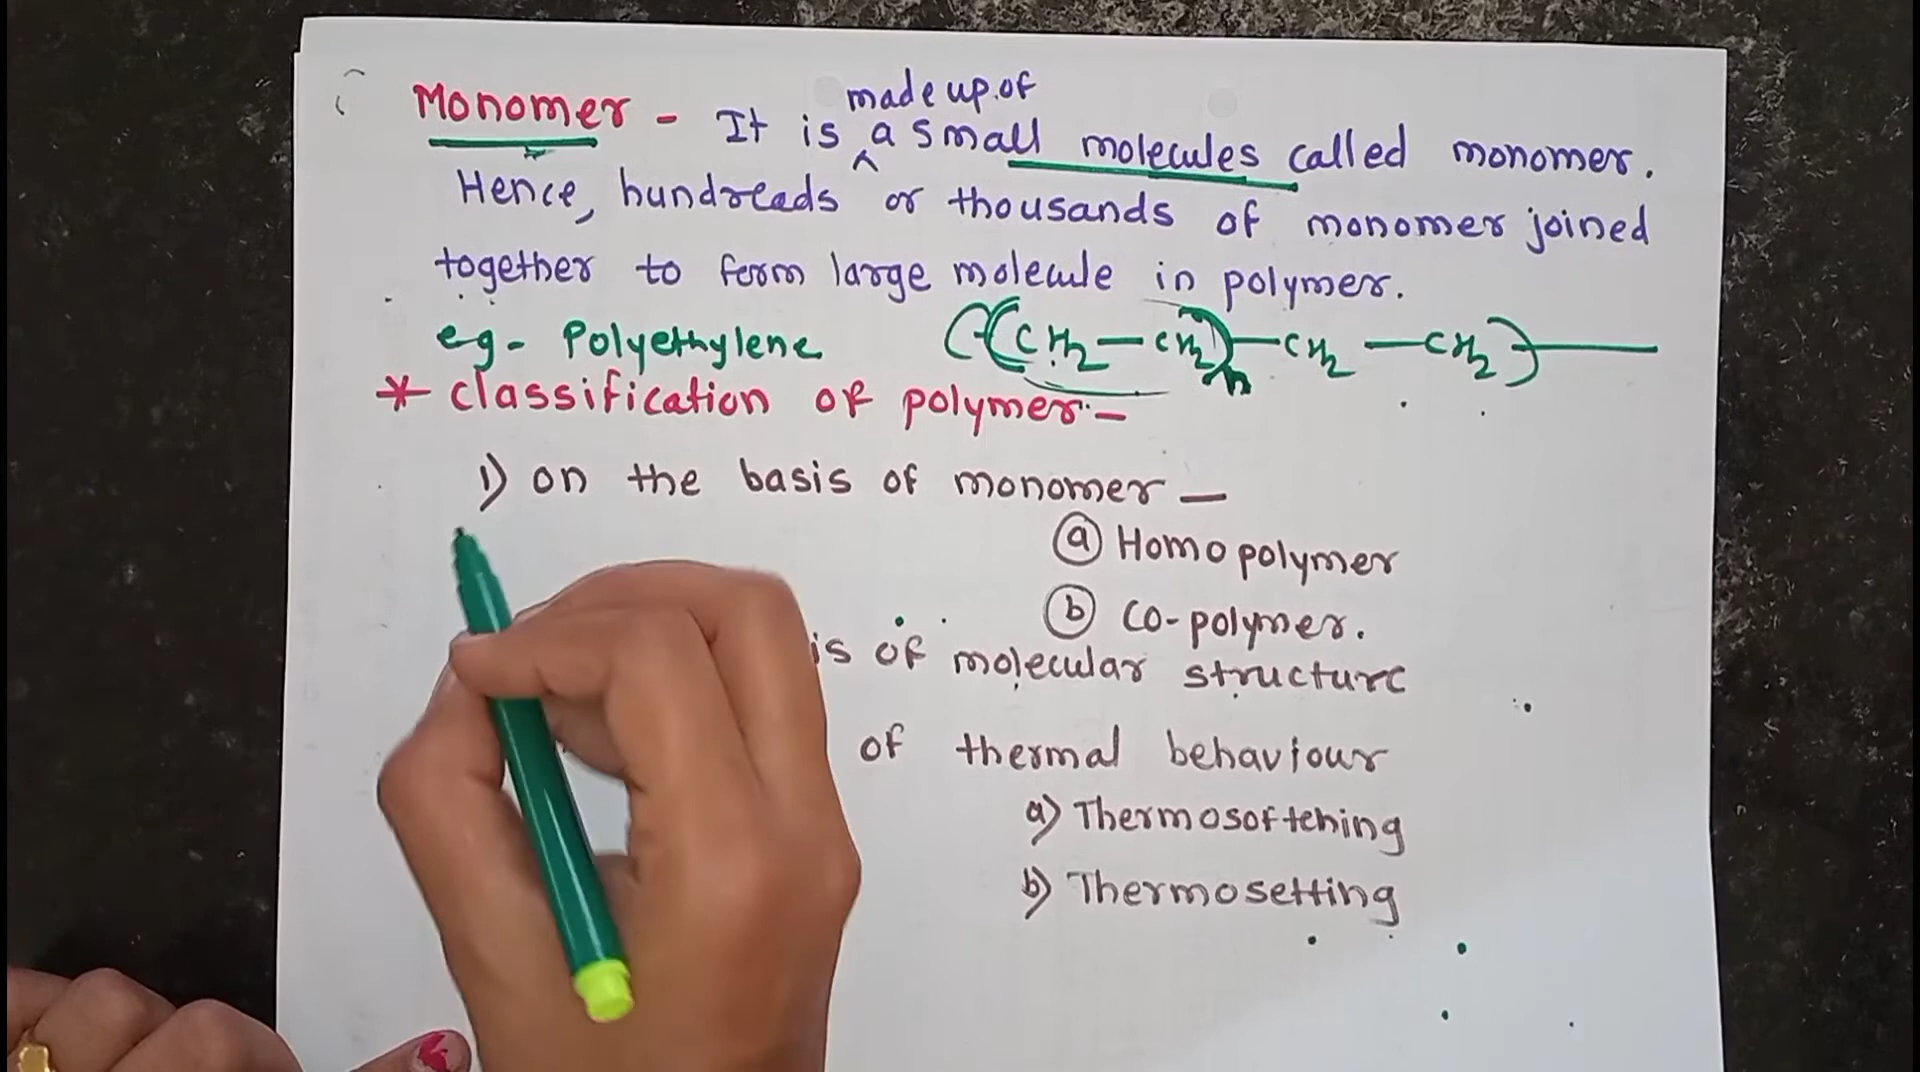 made up of
Monomer - It is ^ a small molecules called monomer.
Hence, hundreads or thousands of monomer joined
together to form large molecule in polymer.
eg- Polyethylene ((CH2-CH2)n-CH2-CH2)-
* classification of polymer:-
1) on the basis of monomer -
(a) Homopolymer
(b) Co-polymer.
is of molecular structure
of thermal behaviour
a) Thermosoftening
b) Thermosetting